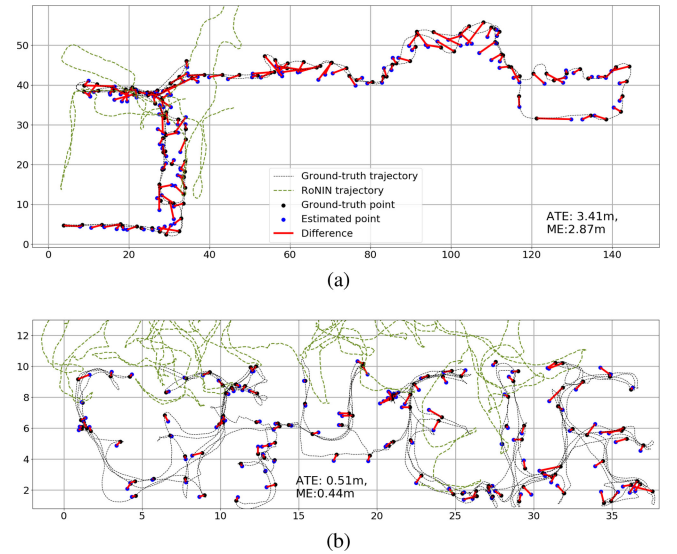 60
50
40
30
20
10
0
Ground-truth trajectory
RoNIN trajectory
Ground-truth point
Estimated point
Difference
ATE: 3.41m,
ME:2.87m
0 20 40 60 80 100 120 140
(a)
12
10
8
6
4
2
ATE: 0.51m,
ME:0.44m
0 5 10 15 20 25 30 35
(b)